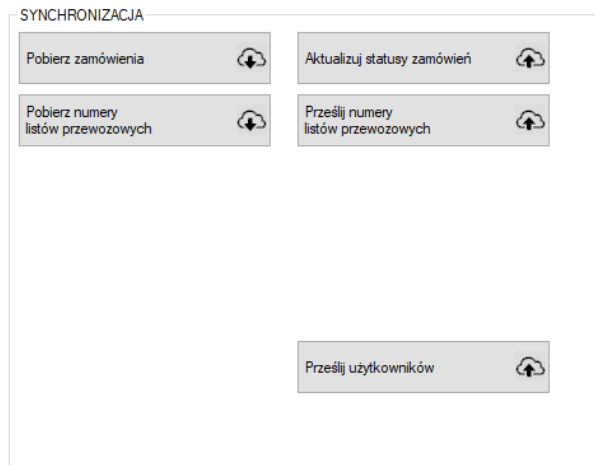 SYNCHRONIZACJA
Pobierz zamówienia
Aktualizuj statusy zamówień
Pobierz numery
listów przewozowych
Prześlij numery
listów przewozowych
Prześlij użytkowników